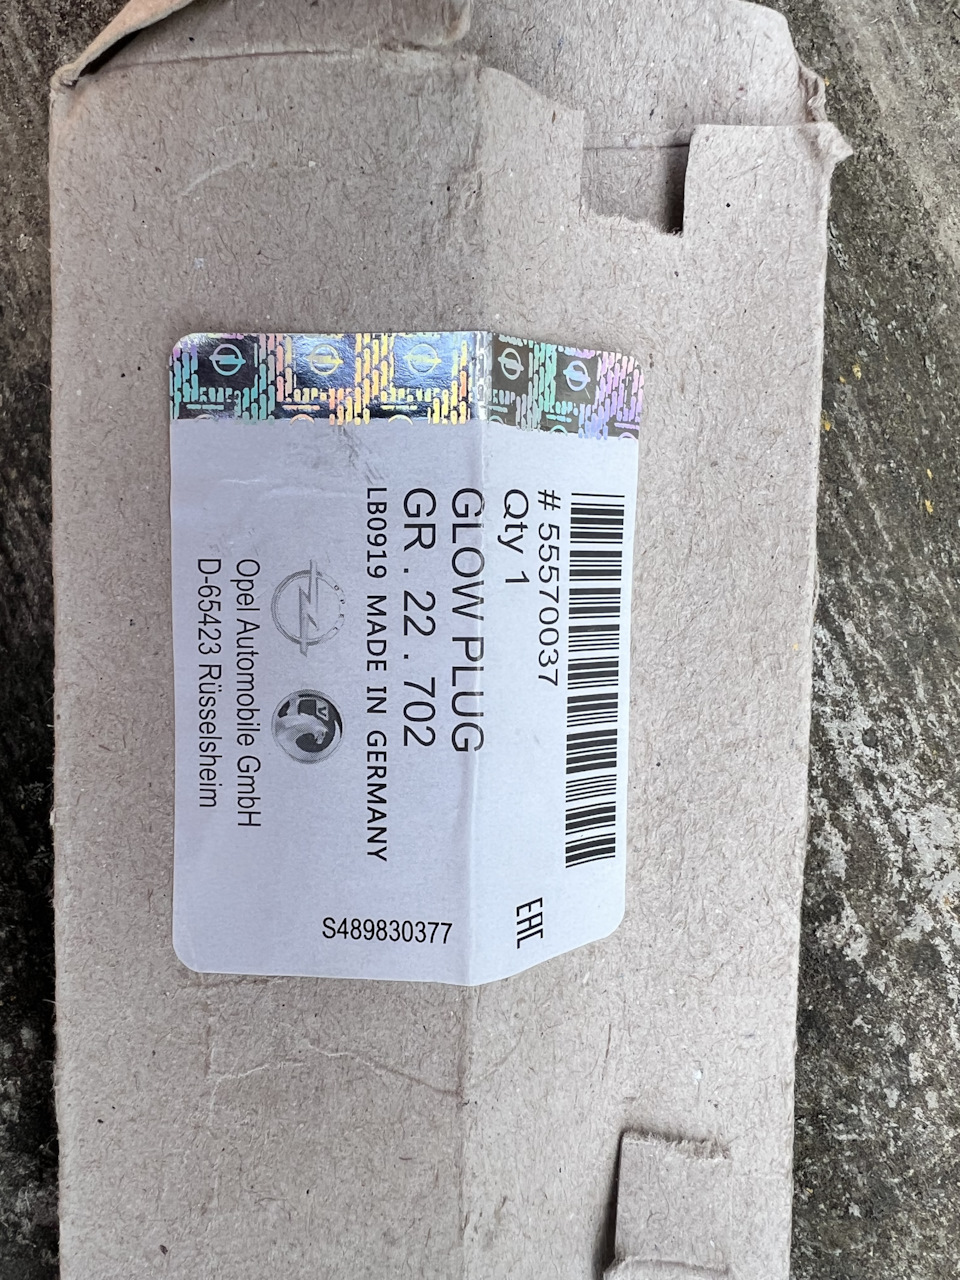 # 55570037
Qty 1
EAC
GLOW PLUG
GR . 22 . 702
LB0919 MADE IN GERMANY
S489830377
Opel Automobile GmbH
D-65423 Rüsselsheim